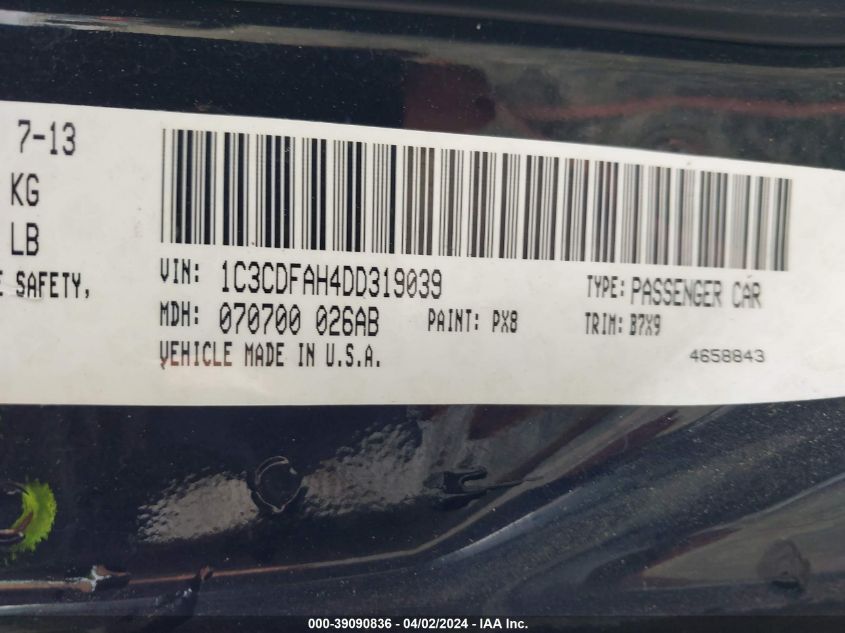 7-13
KG
LB
E SAFETY,
VIN: 1C3CDFAH4DD319039 TYPE: PASSENGER CAR
MDH: 070700 026AB PAINT: PX8 TRIM: B7X9
VEHICLE MADE IN U.S.A. 4658843
000-39090836 - 04/02/2024 - IAA Inc.